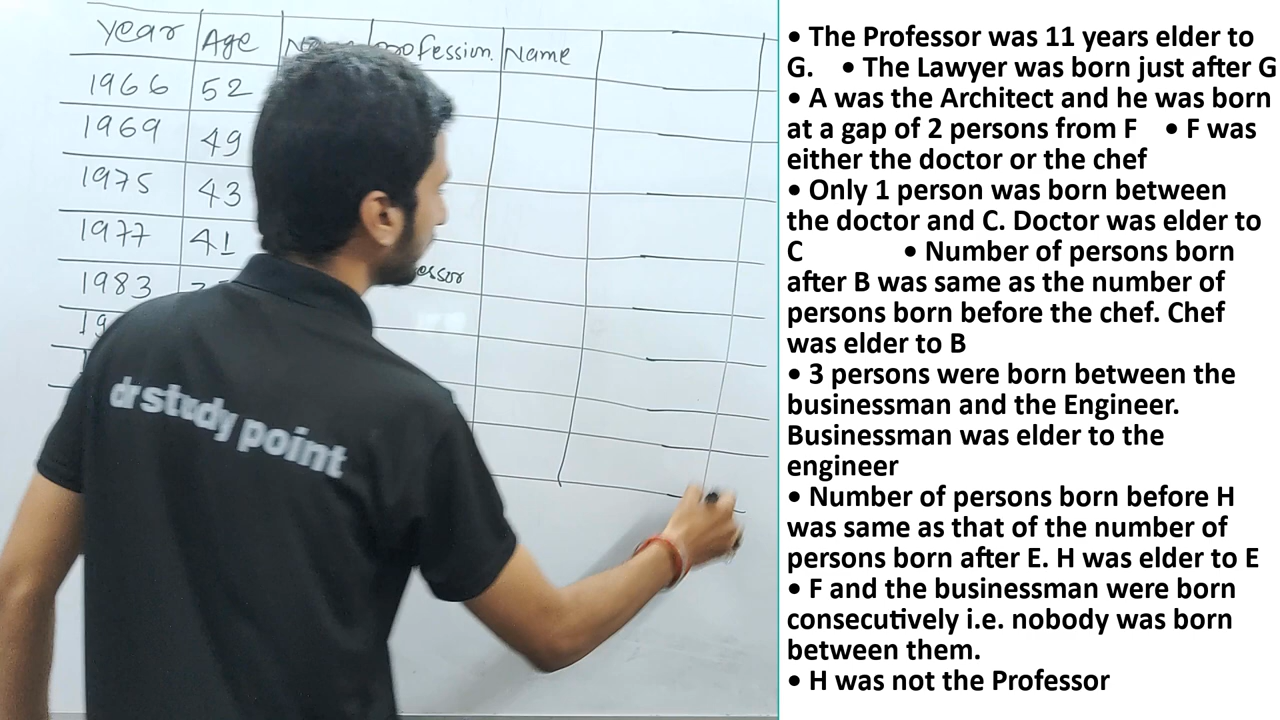 Year Age Profession Name
1966 52
1969 49
1975 43
1977 41
1983
19
dr study point
• The Professor was 11 years elder to
G. • The Lawyer was born just after G
• A was the Architect and he was born
at a gap of 2 persons from F • F was
either the doctor or the chef
• Only 1 person was born between
the doctor and C. Doctor was elder to
C • Number of persons born
after B was same as the number of
persons born before the chef. Chef
was elder to B
• 3 persons were born between the
businessman and the Engineer.
Businessman was elder to the
engineer
• Number of persons born before H
was same as that of the number of
persons born after E. H was elder to E
• F and the businessman were born
consecutively i.e. nobody was born
between them.
• H was not the Professor